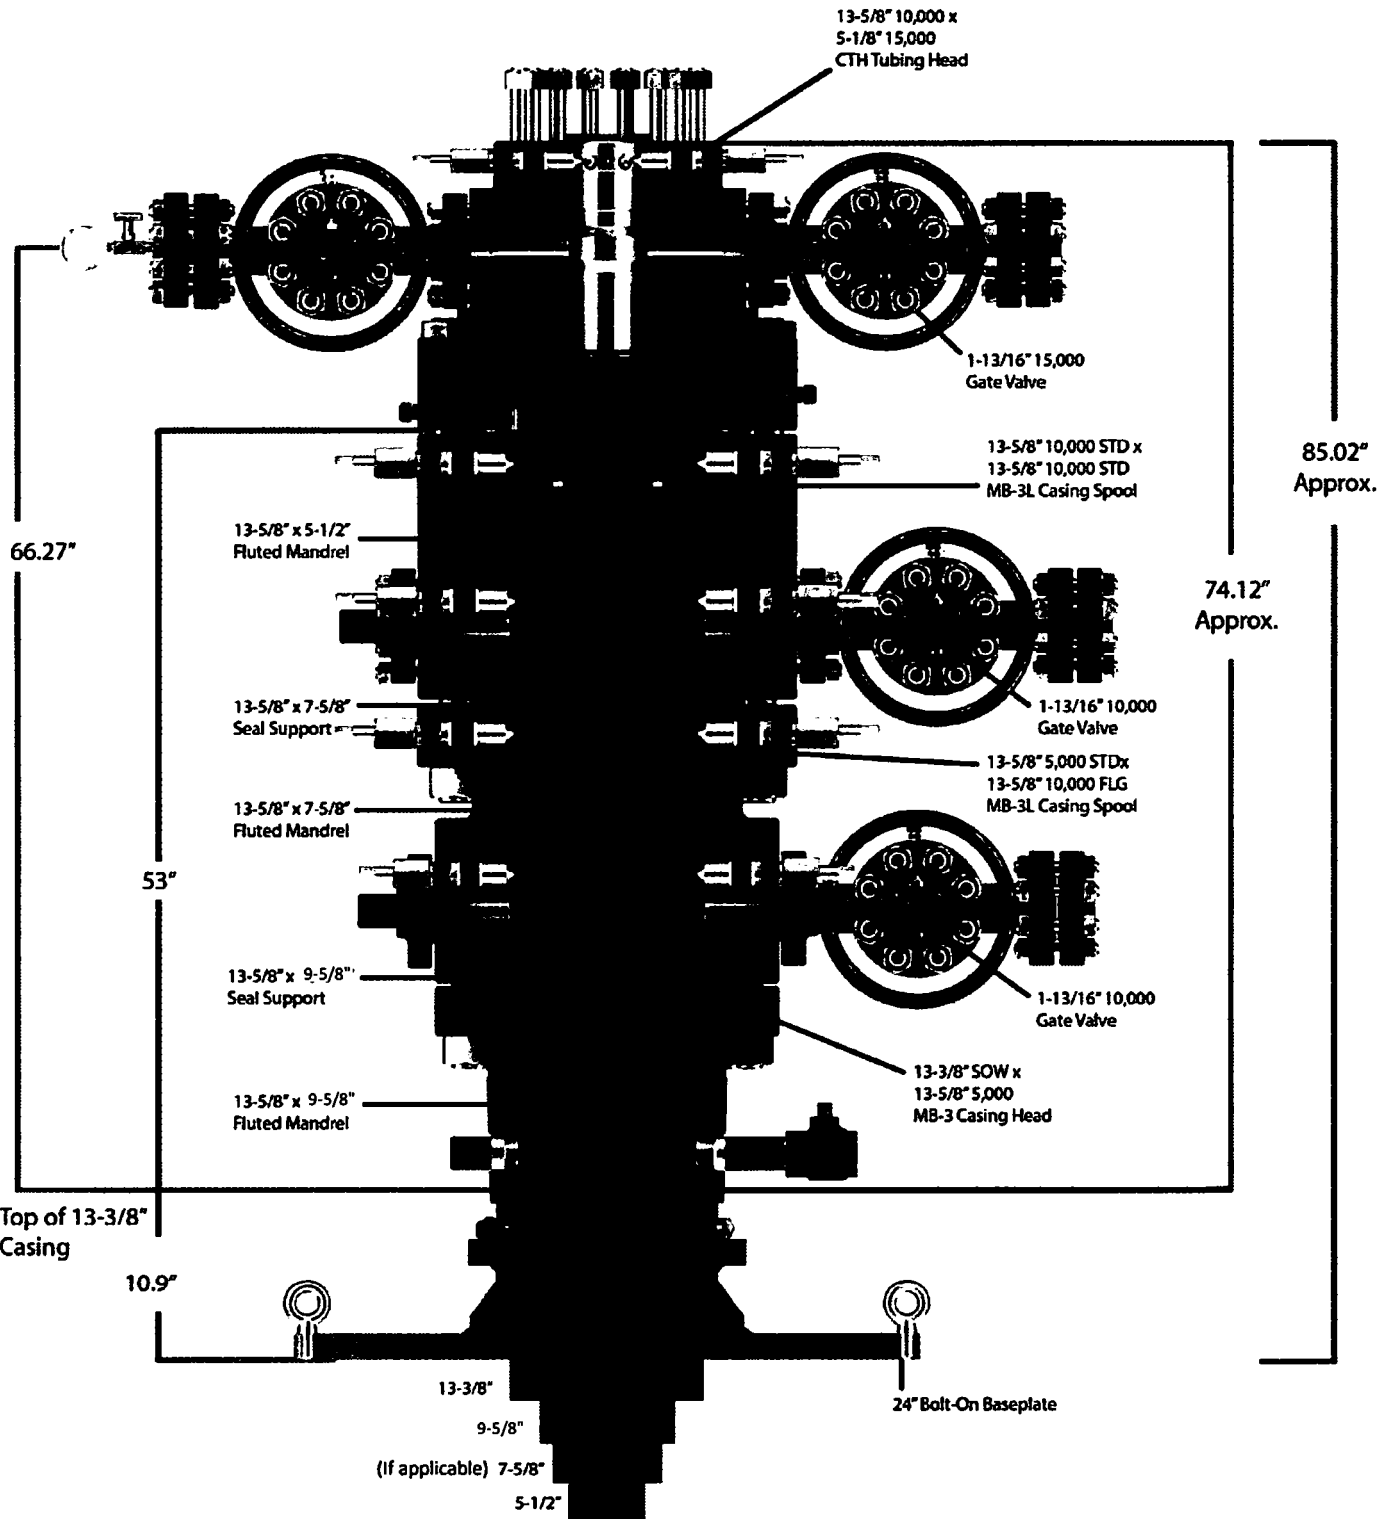 13-5/8" 10,000 x
5-1/8" 15,000
CTH Tubing Head
1-13/16" 15,000
Gate Valve
13-5/8" 10,000 STD x
13-5/8" 10,000 STD
MB-3L Casing Spool
85.02"
Approx.
13-5/8" x 5-1/2"
Fluted Mandrel
66.27"
74.12"
Approx.
13-5/8" x 7-5/8"
Seal Support
1-13/16" 10,000
Gate Valve
13-5/8" 5,000 STDx
13-5/8" 10,000 FLG
MB-3L Casing Spool
13-5/8" x 7-5/8"
Fluted Mandrel
53"
13-5/8" x 9-5/8"
Seal Support
1-13/16" 10,000
Gate Valve
13-3/8" SOW x
13-5/8" 5,000
MB-3 Casing Head
13-5/8" x 9-5/8"
Fluted Mandrel
Top of 13-3/8"
Casing
10.9"
13-3/8"
24" Bolt-On Baseplate
9-5/8"
(If applicable) 7-5/8"
5-1/2"